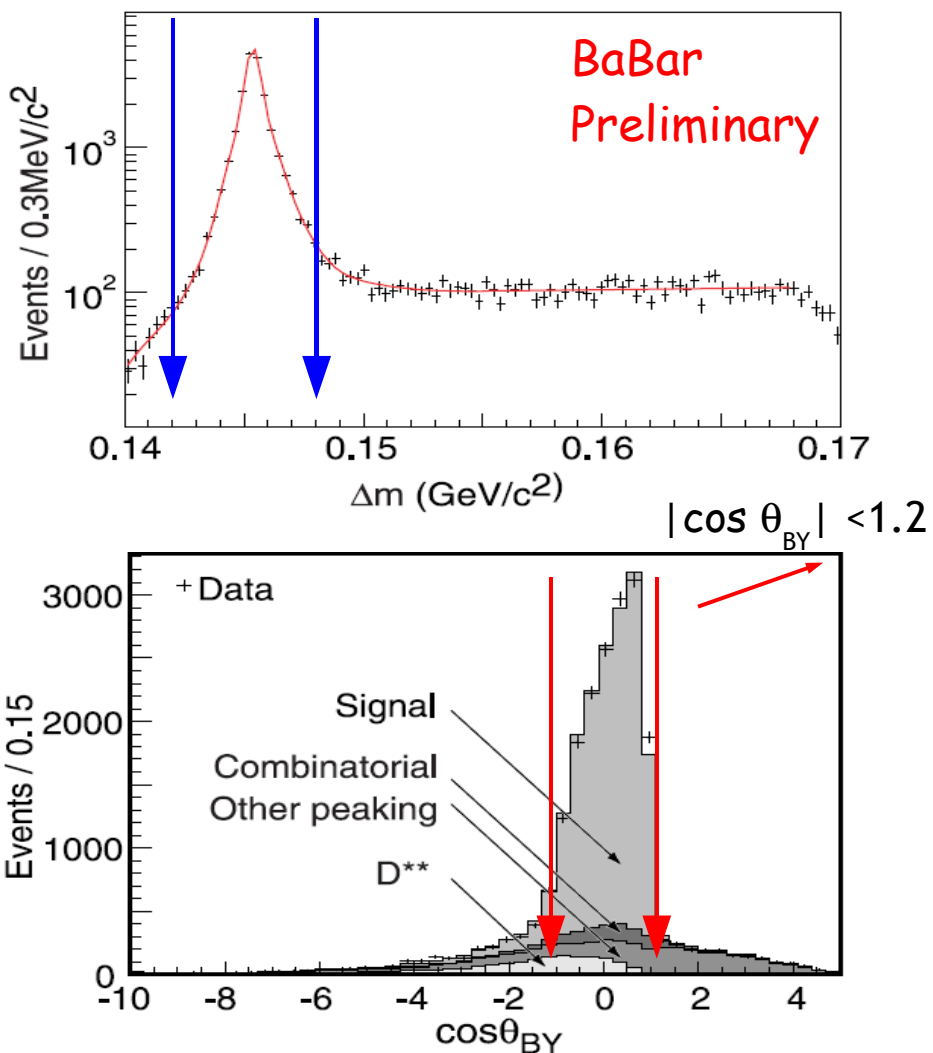 BaBar
Preliminary
Events / 0.3MeV/c²
10³
10²
0.14 0.15 0.16 0.17
Δm (GeV/c²)
|cos θ_BY| <1.2
Data
Signal
Combinatorial
Other peaking
D**
Events / 0.15
3000
2000
1000
0
-10 -8 -6 -4 -2 0 2 4
cosθ_BY